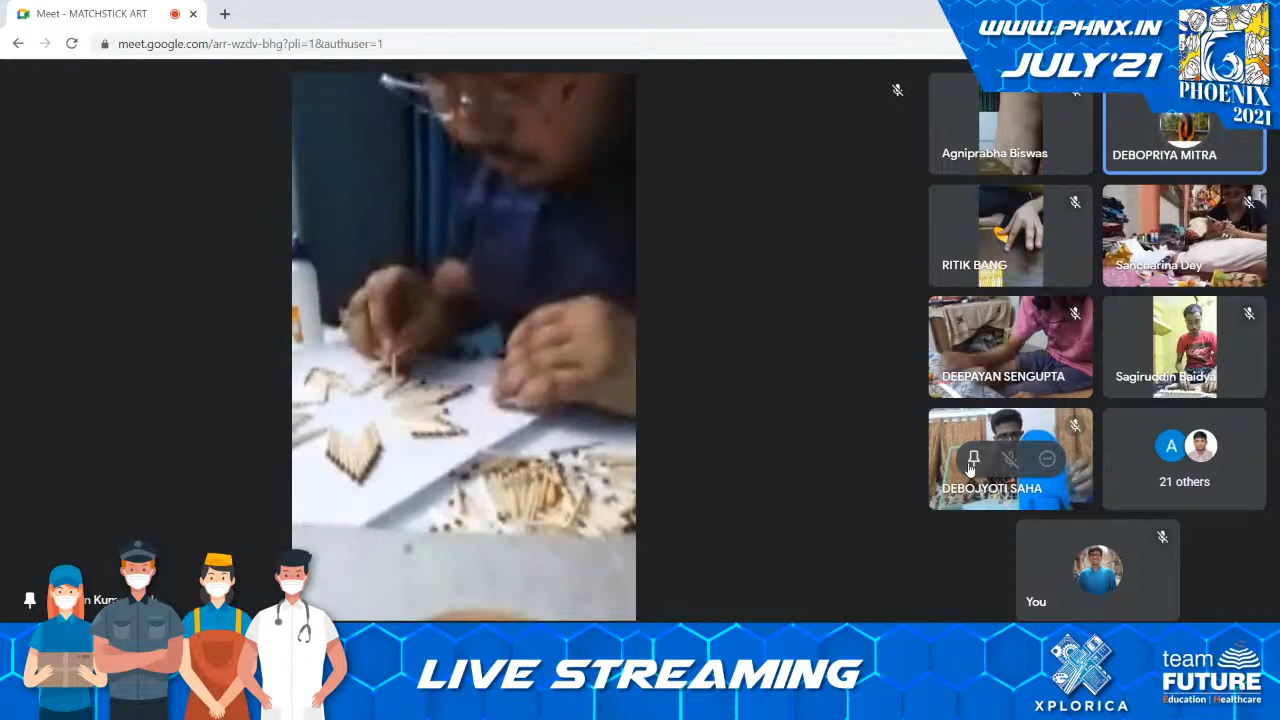 Meet - MATCHSTICK ART
meet.google.com/arr-wzdv-bhg?pli=1&authuser=1
WWW.PHNX.IN
JULY'21
PHOENIX
2021
Agniprabha Biswas
DEBOPRIYA MITRA
RITIK BANG
Sancharina Dey
DEEPAYAN SENGUPTA
Sagiruddin Baidya
DEBOJYOTI SAHA
A
21 others
You
LIVE STREAMING
XPLORICA
team
FUTURE
Education | Healthcare